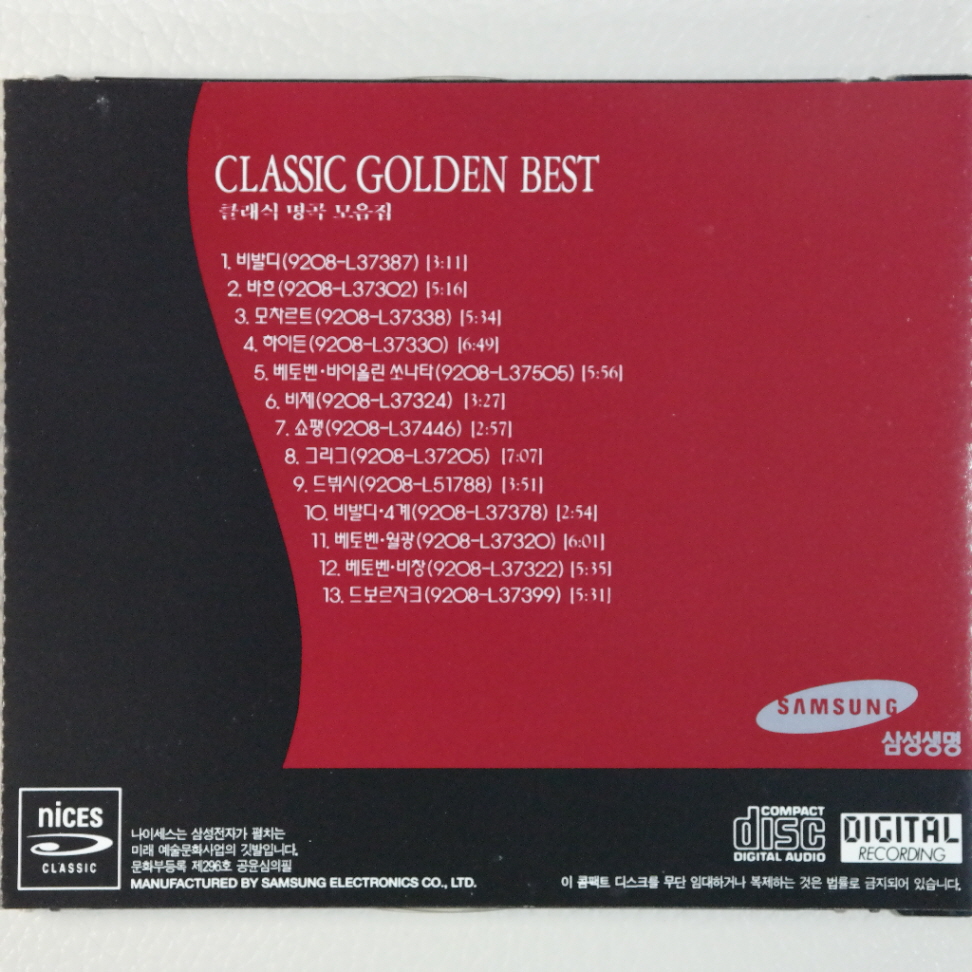 CLASSIC GOLDEN BEST
클래식 명곡 모음집
1. 비발디(9208-L37387) [3:11]
2. 바흐(9208-L37302) [5:16]
3. 모차르트(9208-L37338) [5:34]
4. 하이든(9208-L37330) [6:49]
5. 베토벤·바이올린 쏘나타(9208-L37505) [5:56]
6. 비제(9208-L37324) [3:27]
7. 쇼팽(9208-L37446) [2:57]
8. 그리그(9208-L37205) [7:07]
9. 드뷔시(9208-L51788) [3:51]
10. 비발디·4계(9208-L37378) [2:54]
11. 베토벤·월광(9208-L37320) [6:01]
12. 베토벤·비창(9208-L37322) [5:35]
13. 드보르자크(9208-L37399) [5:31]
SAMSUNG
삼성생명
nices
CLASSIC
나이세스는 삼성전자가 펼치는
미래 예술문화사업의 깃발입니다.
문화부등록 제296호 공윤심의필
MANUFACTURED BY SAMSUNG ELECTRONICS CO., LTD.
COMPACT
disc
DIGITAL AUDIO
DIGITAL
RECORDING
이 콤팩트 디스크를 무단 임대하거나 복제하는 것은 법률로 금지되어 있습니다.